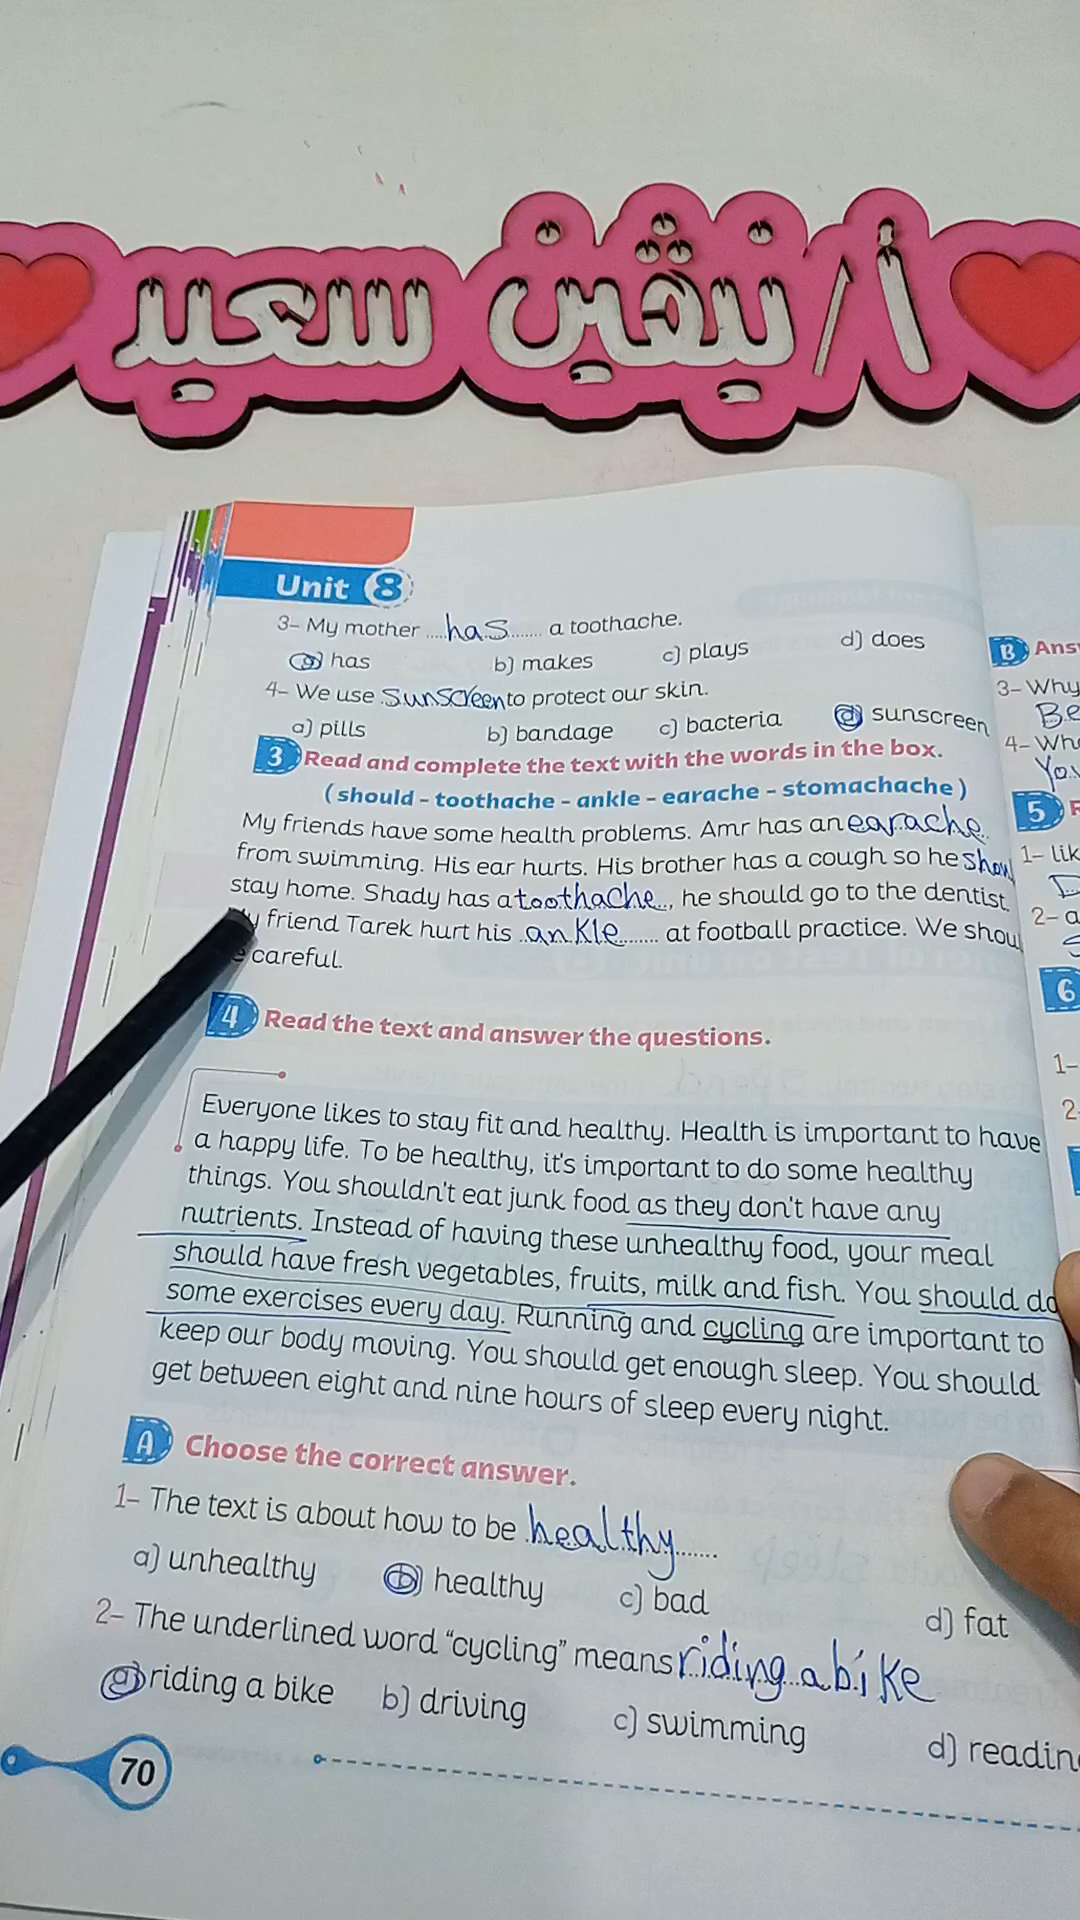 أ/ نيڤين سعيد
Unit 8
3- My mother ....has....... a toothache.
a) has b) makes c) plays d) does
4- We use .sunscreen to protect our skin.
a) pills b) bandage c) bacteria d) sunscreen
3 Read and complete the text with the words in the box.
( should - toothache - ankle - earache - stomachache )
My friends have some health problems. Amr has an earache..
from swimming. His ear hurts. His brother has a cough so he
stay home. Shady has a toothache..., he should go to the dentist.
friend Tarek hurt his .ankle....... at football practice. We
careful.
4 Read the text and answer the questions.
Everyone likes to stay fit and healthy. Health is important to have
a happy life. To be healthy, it's important to do some healthy
things. You shouldn't eat junk food as they don't have any
nutrients. Instead of having these unhealthy food, your meal
should have fresh vegetables, fruits, milk and fish. You should do
some exercises every day. Running and cycling are important to
keep our body moving. You should get enough sleep. You should
get between eight and nine hours of sleep every night.
A Choose the correct answer.
1- The text is about how to be .healthy.......
a) unhealthy b) healthy c) bad d) fat
2- The underlined word “cycling” means riding a bike
a) riding a bike b) driving c) swimming d)
70
B
3- Why
4-
5
1-
2-
6
1-
2